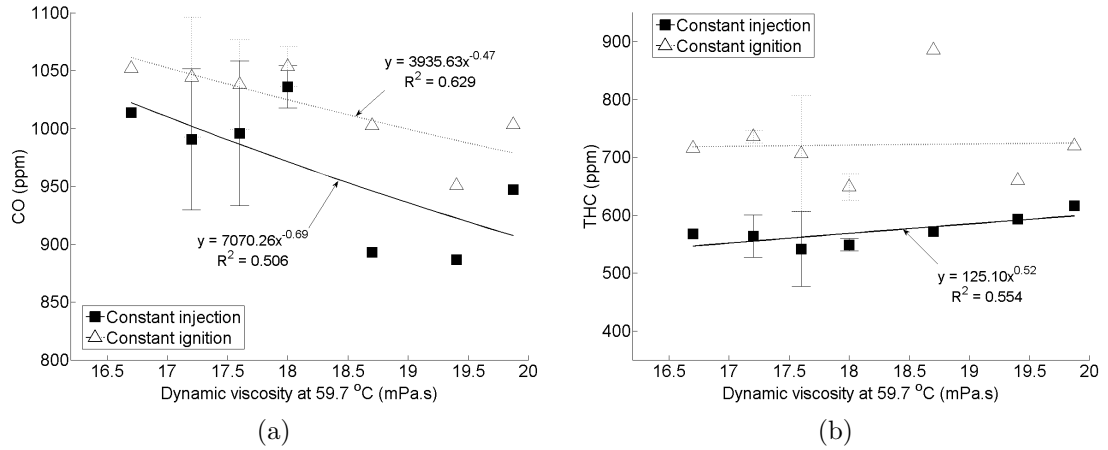 1100
1050
1000
950
900
850
800
CO (ppm)
y = 3935.63x^-0.47
R^2 = 0.629
y = 7070.26x^-0.69
R^2 = 0.506
Constant injection
Constant ignition
16.5 17 17.5 18 18.5 19 19.5 20
Dynamic viscosity at 59.7 °C (mPa.s)
(a)
900
800
700
600
500
400
THC (ppm)
Constant injection
Constant ignition
y = 125.10x^0.52
R^2 = 0.554
16.5 17 17.5 18 18.5 19 19.5 20
Dynamic viscosity at 59.7 °C (mPa.s)
(b)